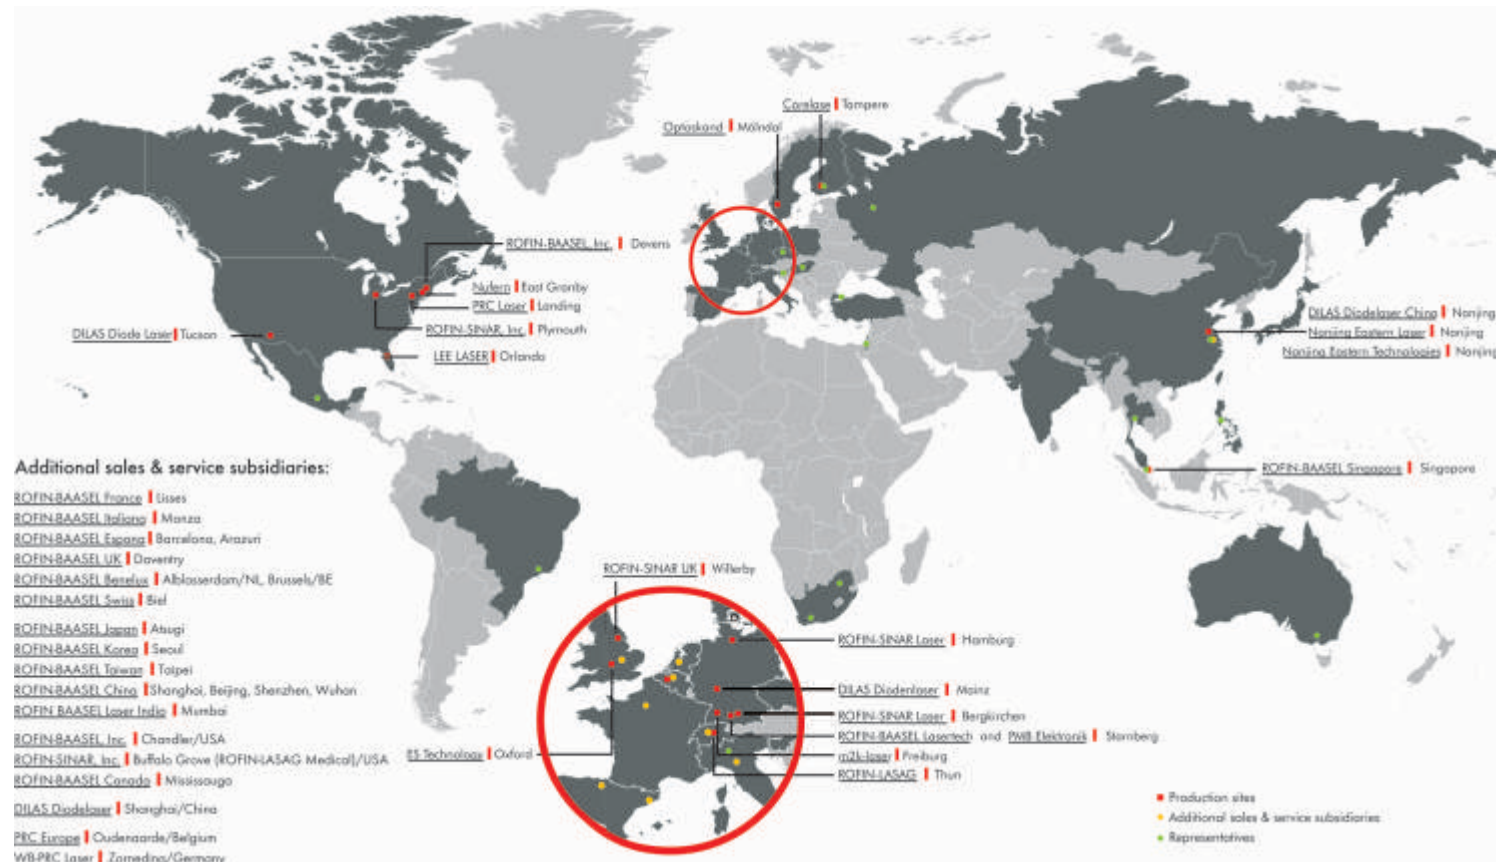 Corelase | Tampere
Optoskand | Mölndal
ROFIN-BAASEL, Inc. | Devens
Nufern | East Granby
PRC Laser | Landing
ROFIN-SINAR, Inc. | Plymouth
DILAS Diode Laser | Tucson
LEE LASER | Orlando
DILAS Diodelaser China | Nanjing
Nanjing Eastern Laser | Nanjing
Nanjing Eastern Technologies | Nanjing
ROFIN-BAASEL Singapore | Singapore
Additional sales & service subsidiaries:
ROFIN-BAASEL France | Lisses
ROFIN-BAASEL Italiana | Monza
ROFIN-BAASEL Espana | Barcelona, Arazuri
ROFIN-BAASEL UK | Daventry
ROFIN-BAASEL Benelux | Alblasserdam/NL, Brussels/BE
ROFIN-BAASEL Swiss | Biel
ROFIN-BAASEL Japan | Atsugi
ROFIN-BAASEL Korea | Seoul
ROFIN-BAASEL Taiwan | Taipei
ROFIN-BAASEL China | Shanghai, Beijing, Shenzhen, Wuhan
ROFIN BAASEL Laser India | Mumbai
ROFIN-BAASEL, Inc. | Chandler/USA
ROFIN-SINAR, Inc. | Buffalo Grove (ROFIN-LASAG Medical)/USA
ROFIN-BAASEL Canada | Mississauga
DILAS Diodelaser | Shanghai/China
PRC Europe | Oudenaarde/Belgium
WB-PRC Laser | Zorneding/Germany
ROFIN-SINAR UK | Willerby
ES Technology | Oxford
ROFIN-SINAR Laser | Hamburg
DILAS Diodenlaser | Mainz
ROFIN-SINAR Laser | Bergkirchen
ROFIN-BAASEL Lasertech and PMB Elektronik | Starnberg
m2k-laser | Freiburg
ROFIN-LASAG | Thun
Production sites
Additional sales & service subsidiaries
Representatives